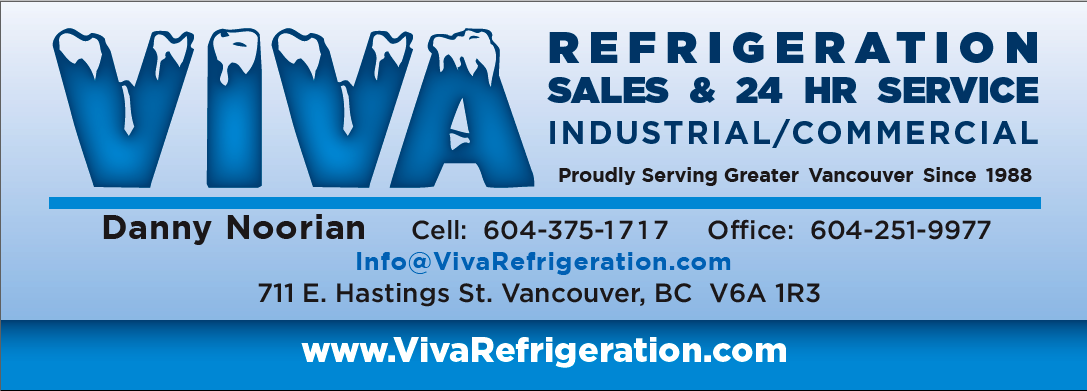 VIVA
REFRIGERATION
SALES & 24 HR SERVICE
INDUSTRIAL/COMMERCIAL
Proudly Serving Greater Vancouver Since 1988
Danny Noorian Cell: 604-375-1717 Office: 604-251-9977
Info@VivaRefrigeration.com
711 E. Hastings St. Vancouver, BC V6A 1R3
www.VivaRefrigeration.com